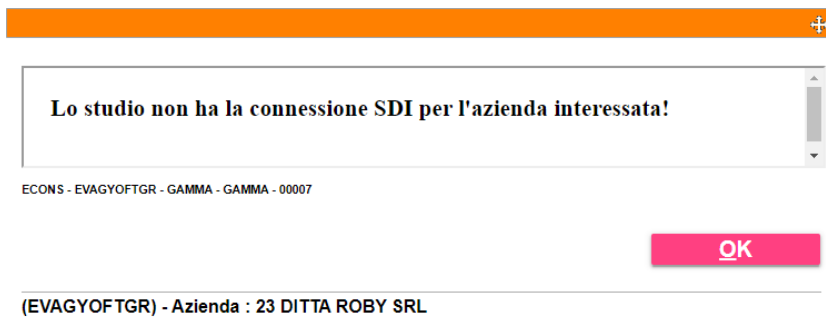 Lo studio non ha la connessione SDI per l'azienda interessata!
ECONS - EVAGYOFTGR - GAMMA - GAMMA - 00007
OK
(EVAGYOFTGR) - Azienda : 23 DITTA ROBY SRL